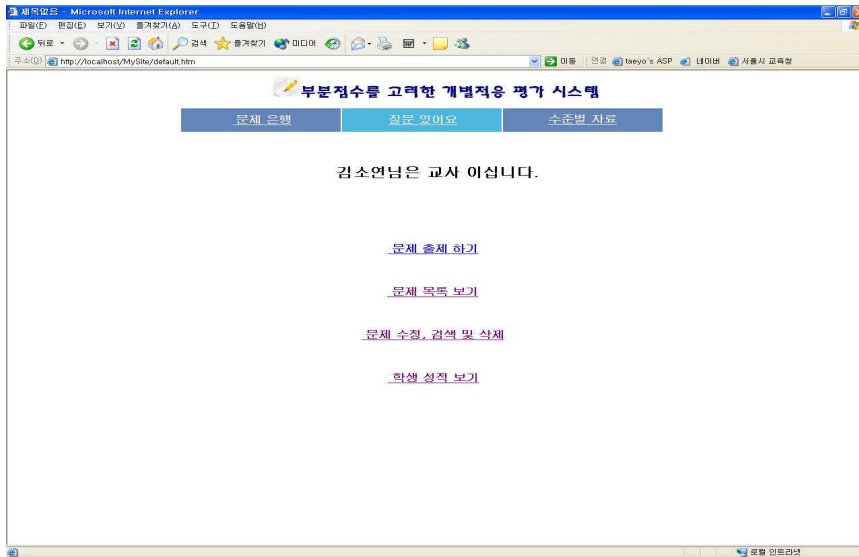 제목없음 - Microsoft Internet Explorer
파일(F) 편집(E) 보기(V) 즐겨찾기(A) 도구(T) 도움말(H)
뒤로 검색 즐겨찾기 미디어
주소(D) http://localhost/MySite/default.htm 이동 연결 taeyo's ASP 네이버 서울시 교육청
부분점수를 고려한 개별적응 평가 시스템
문제 은행 질문 있어요 수준별 자료
김소연님은 교사 이십니다.
문제 출제 하기
문제 목록 보기
문제 수정, 검색 및 삭제
학생 성적 보기
로컬 인트라넷